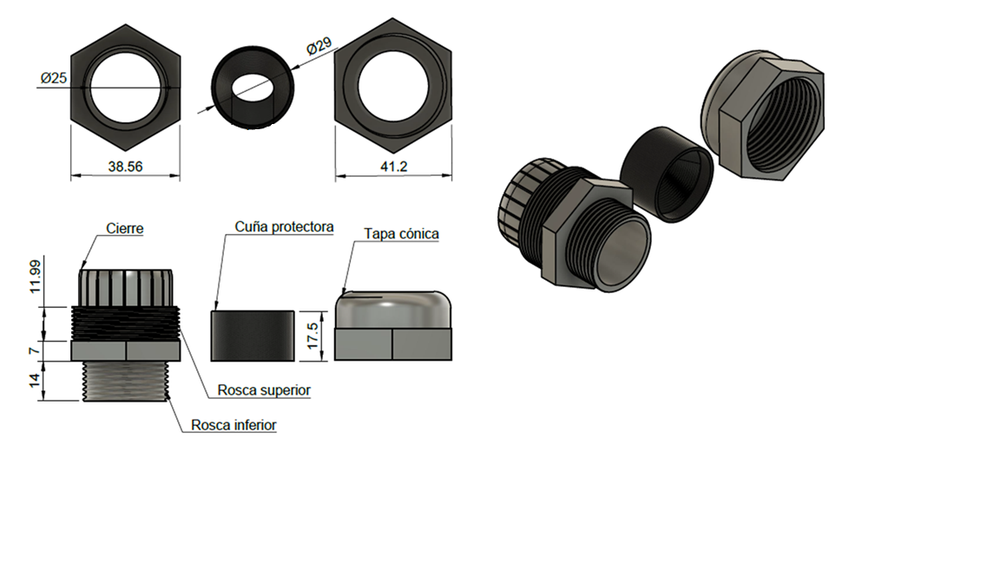 Ø25
Ø29
38.56
41.2
Cierre
Cuña protectora
Tapa cónica
11.99
7
14
17.5
Rosca superior
Rosca inferior